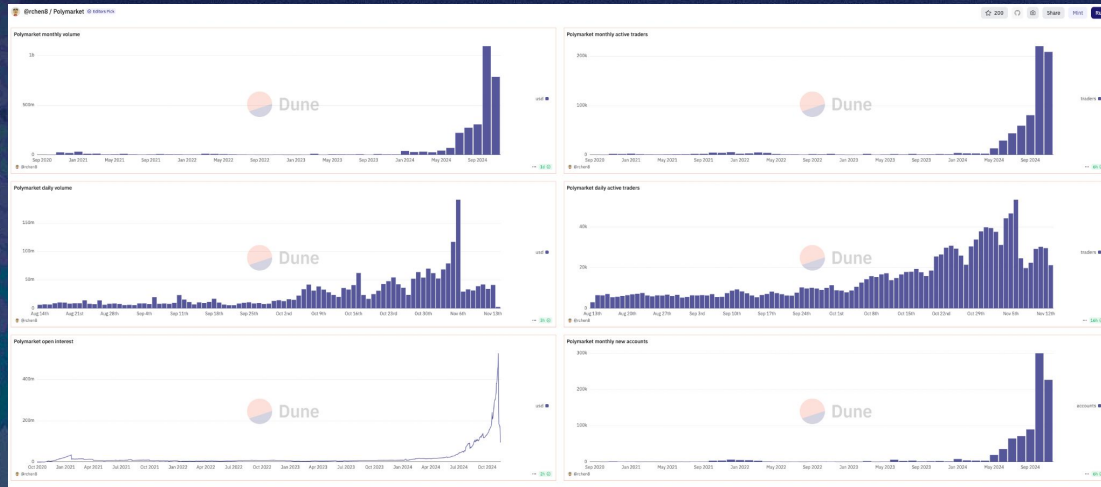 @rchen8 / Polymarket Editors Pick
200 Share Mint
Polymarket monthly volume
1b
500m
0
Sep 2020 Jan 2021 May 2021 Sep 2021 Jan 2022 May 2022 Sep 2022 Jan 2023 May 2023 Sep 2023 Jan 2024 May 2024 Sep 2024
Dune
usd
@rchen8
Polymarket monthly active traders
200k
100k
0
Sep 2020 Jan 2021 May 2021 Sep 2021 Jan 2022 May 2022 Sep 2022 Jan 2023 May 2023 Sep 2023 Jan 2024 May 2024 Sep 2024
Dune
traders
@rchen8
Polymarket daily volume
150m
100m
50m
0
Aug 14th Aug 21st Aug 28th Sep 4th Sep 11th Sep 18th Sep 25th Oct 2nd Oct 9th Oct 16th Oct 23rd Oct 30th Nov 6th Nov 13th
Dune
usd
@rchen8
Polymarket daily active traders
40k
20k
0
Aug 13th Aug 20th Aug 27th Sep 3rd Sep 10th Sep 17th Sep 24th Oct 1st Oct 8th Oct 15th Oct 22nd Oct 29th Nov 5th Nov 12th
Dune
traders
@rchen8
Polymarket open interest
400m
200m
0
Oct 2020 Jan 2021 Apr 2021 Jul 2021 Oct 2021 Jan 2022 Apr 2022 Jul 2022 Oct 2022 Jan 2023 Apr 2023 Jul 2023 Oct 2023 Jan 2024 Apr 2024 Jul 2024 Oct 2024
Dune
usd
@rchen8
Polymarket monthly new accounts
300k
200k
100k
0
Sep 2020 Jan 2021 May 2021 Sep 2021 Jan 2022 May 2022 Sep 2022 Jan 2023 May 2023 Sep 2023 Jan 2024 May 2024 Sep 2024
Dune
accounts
@rchen8